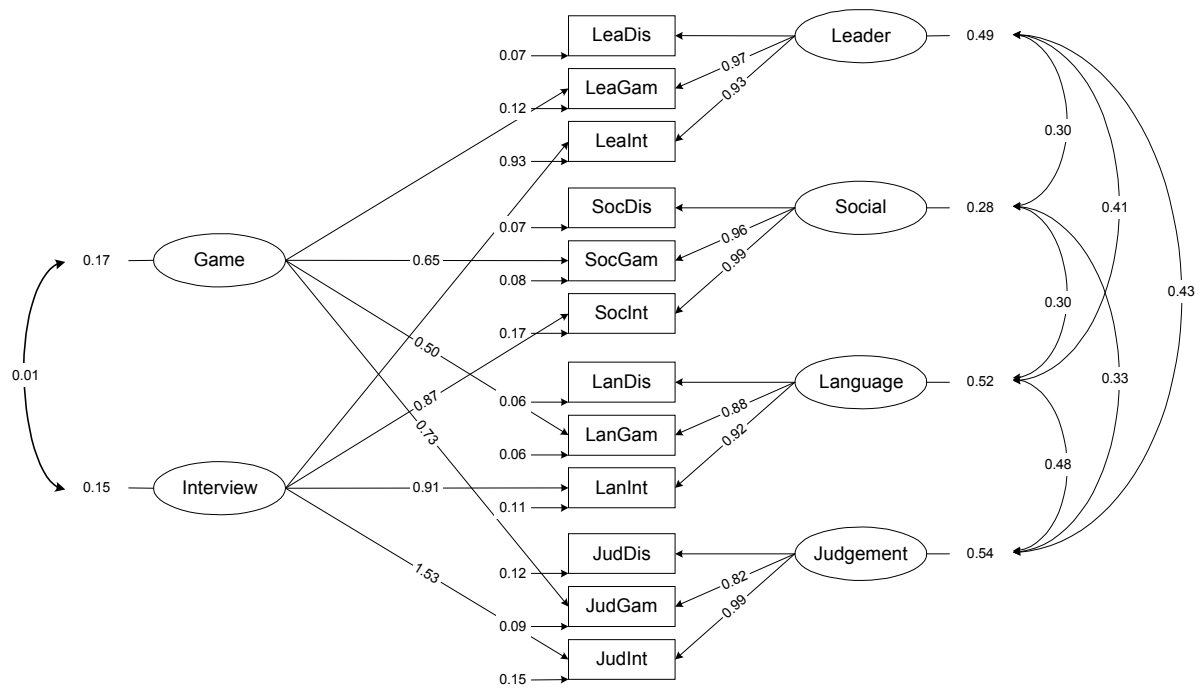 LeaDis
Leader
0.49
0.07
0.97
LeaGam
0.93
0.12
0.30
LeaInt
0.93
SocDis
Social
0.28
0.41
0.07
0.96
Game
0.17
0.65
SocGam
0.99
0.08
0.43
0.30
SocInt
0.17
0.50
0.01
LanDis
Language
0.52
0.33
0.87
0.06
0.88
0.73
LanGam
0.92
0.06
0.48
Interview
0.15
0.91
LanInt
0.11
JudDis
Judgement
0.54
0.12
1.53
0.82
JudGam
0.99
0.09
JudInt
0.15